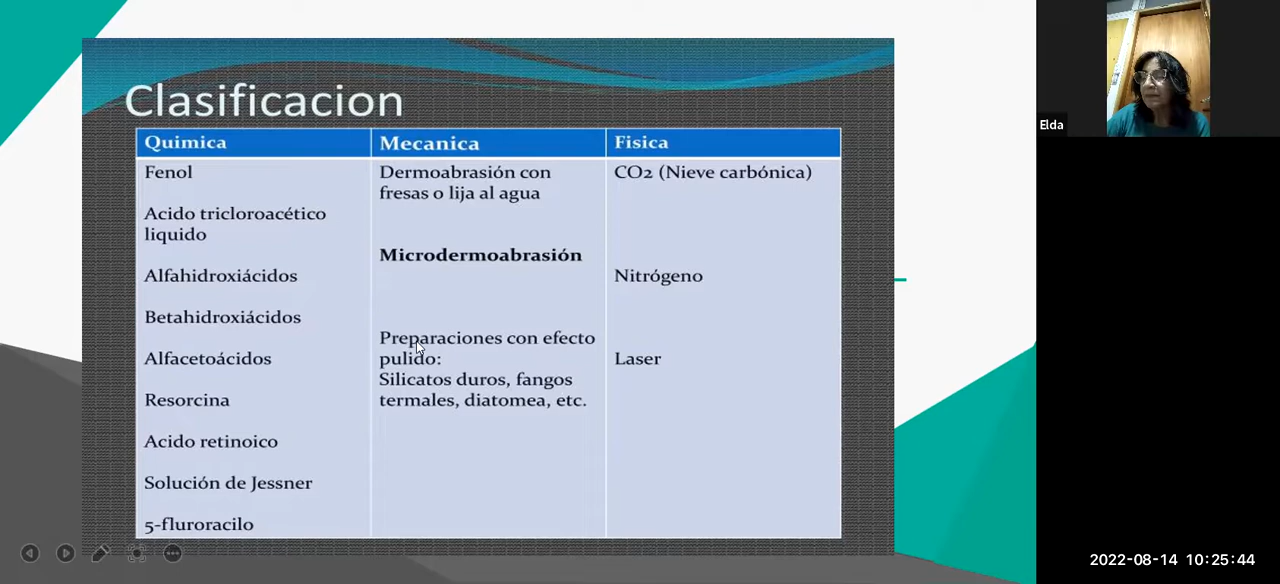 Clasificacion
Quimica
Mecanica
Fisica
Fenol
Acido tricloroacético
liquido
Alfahidroxiácidos
Betahidroxiácidos
Alfacetoácidos
Resorcina
Acido retinoico
Solución de Jessner
5-fluroracilo
Dermoabrasión con
fresas o lija al agua
Microdermoabrasión
Preparaciones con efecto
pulido:
Silicatos duros, fangos
termales, diatomea, etc.
CO2 (Nieve carbónica)
Nitrógeno
Laser
Elda
2022-08-14 10:25:44